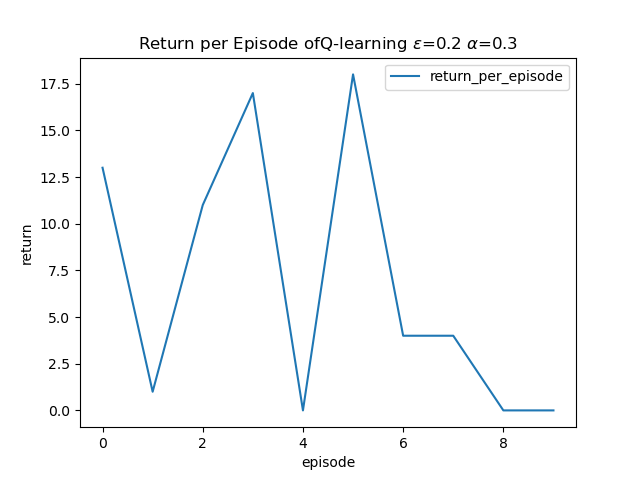 Return per Episode ofQ-learning ε=0.2 α=0.3
return_per_episode
17.5
15.0
12.5
10.0
7.5
5.0
2.5
0.0
return
0 2 4 6 8
episode